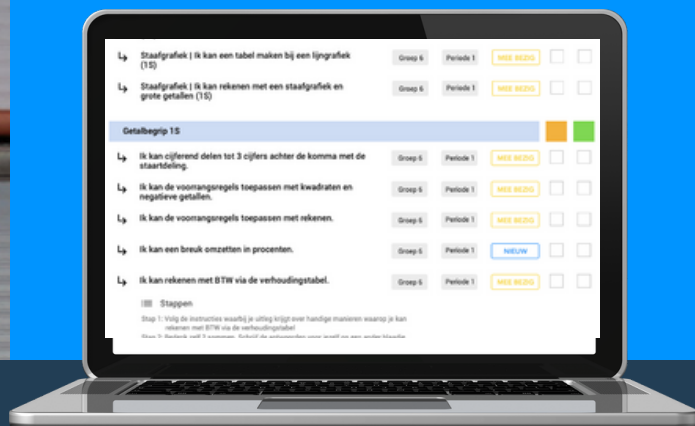 Staafgrafiek | Ik kan een tabel maken bij een lijngrafiek
(1S)
Groep 6 Periode 1 MEE BEZIG
Staafgrafiek | Ik kan rekenen met een staafgrafiek en
grote getallen (1S)
Groep 6 Periode 1 MEE BEZIG
Getalbegrip 1S
Ik kan cijferend delen tot 3 cijfers achter de komma met de
staartdeling.
Groep 6 Periode 1 MEE BEZIG
Ik kan de voorrangsregels toepassen met kwadraten en
negatieve getallen.
Groep 6 Periode 1 MEE BEZIG
Ik kan de voorrangsregels toepassen met rekenen.
Groep 6 Periode 1 MEE BEZIG
Ik kan een breuk omzetten in procenten.
Groep 6 Periode 1 NIEUW
Ik kan rekenen met BTW via de verhoudingstabel.
Groep 6 Periode 1 MEE BEZIG
Stappen
Stap 1: Volg de instructies waarbij je uitleg krijgt over handige manieren waarop je kan
rekenen met BTW via de verhoudingstabel